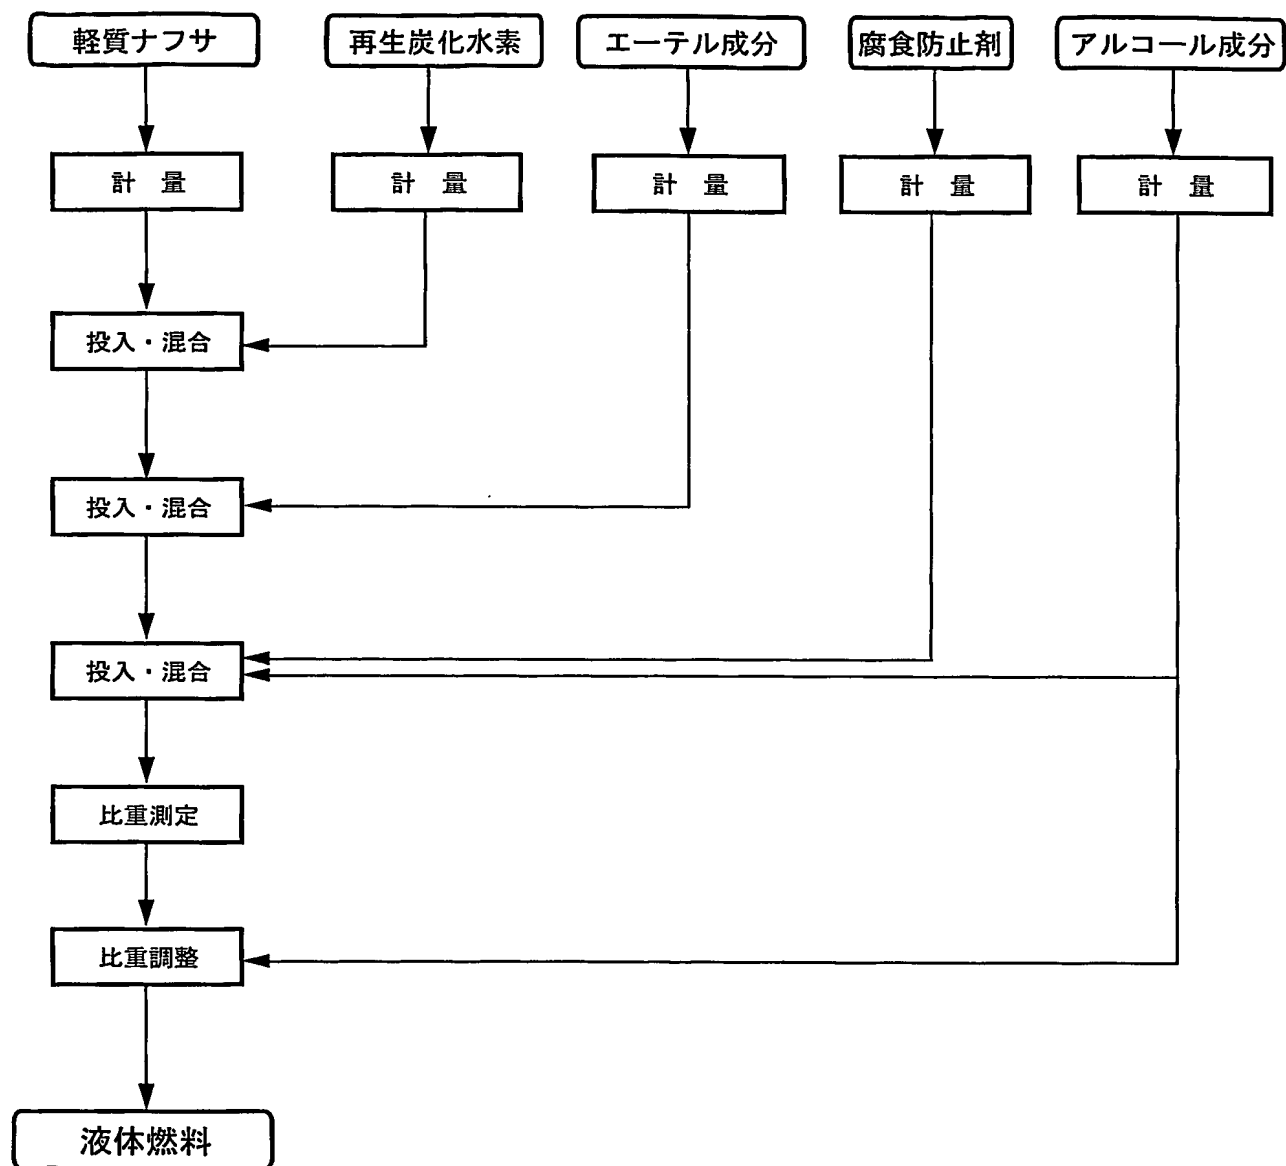 軽質ナフサ
再生炭化水素
エーテル成分
腐食防止剤
アルコール成分
計 量
計 量
計 量
計 量
計 量
投入・混合
投入・混合
投入・混合
比重測定
比重調整
液体燃料